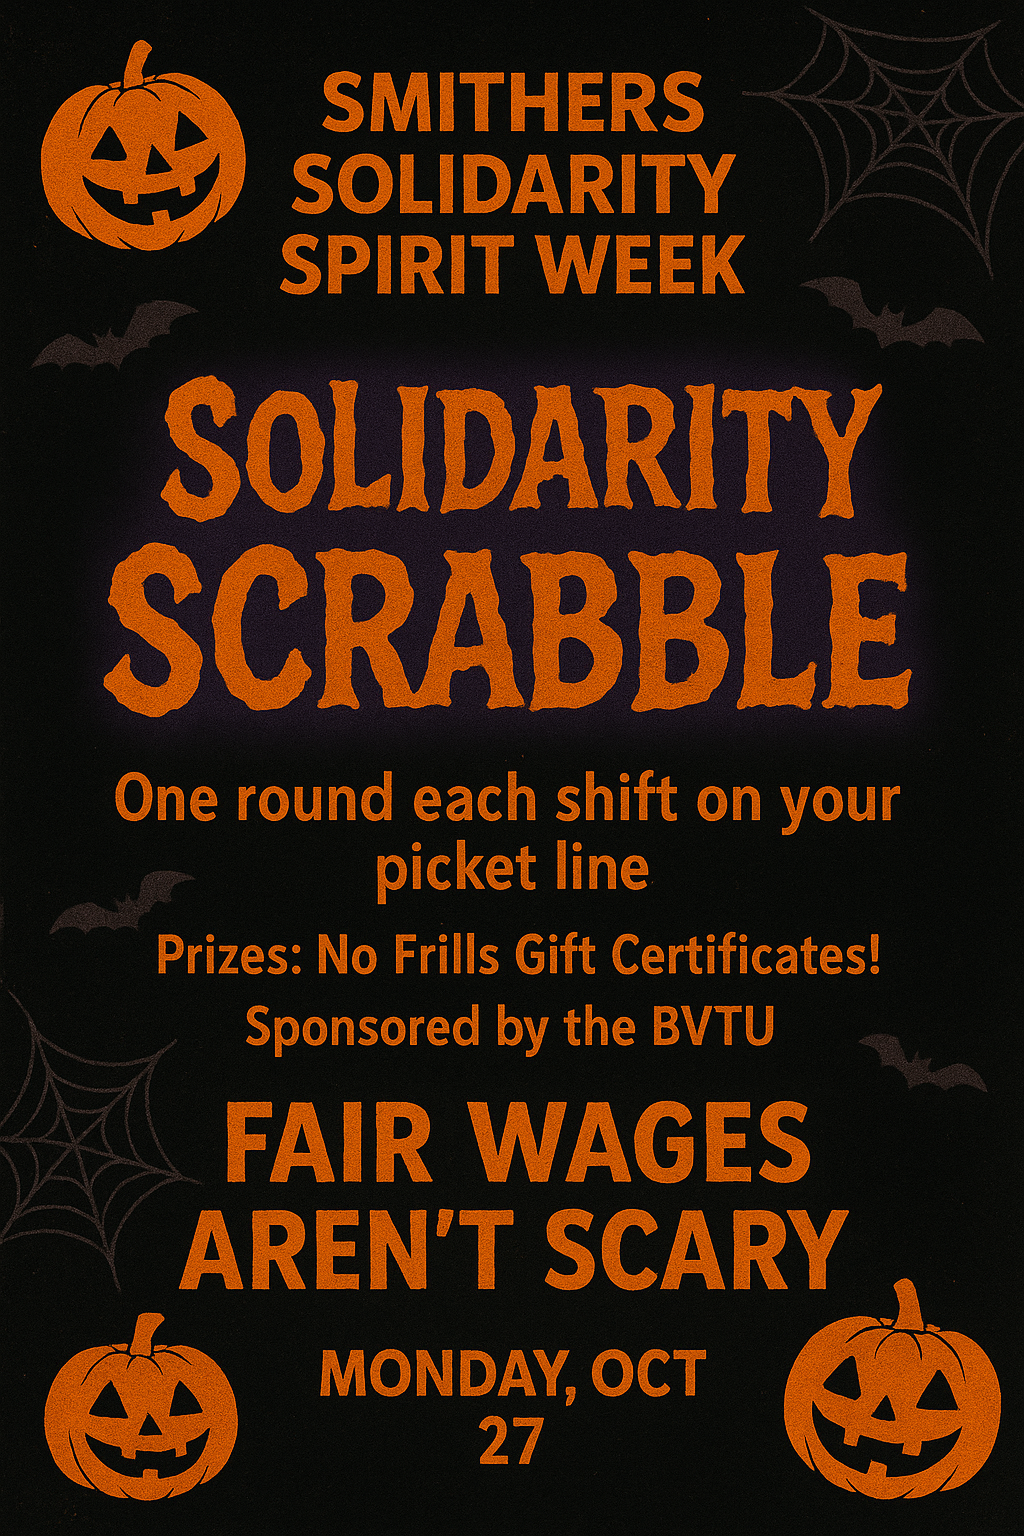 SMITHERS
SOLIDARITY
SPIRIT WEEK
SOLIDARITY
SCRABBLE
One round each shift on your
picket line
Prizes: No Frills Gift Certificates!
Sponsored by the BVTU
FAIR WAGES
AREN'T SCARY
MONDAY, OCT
27